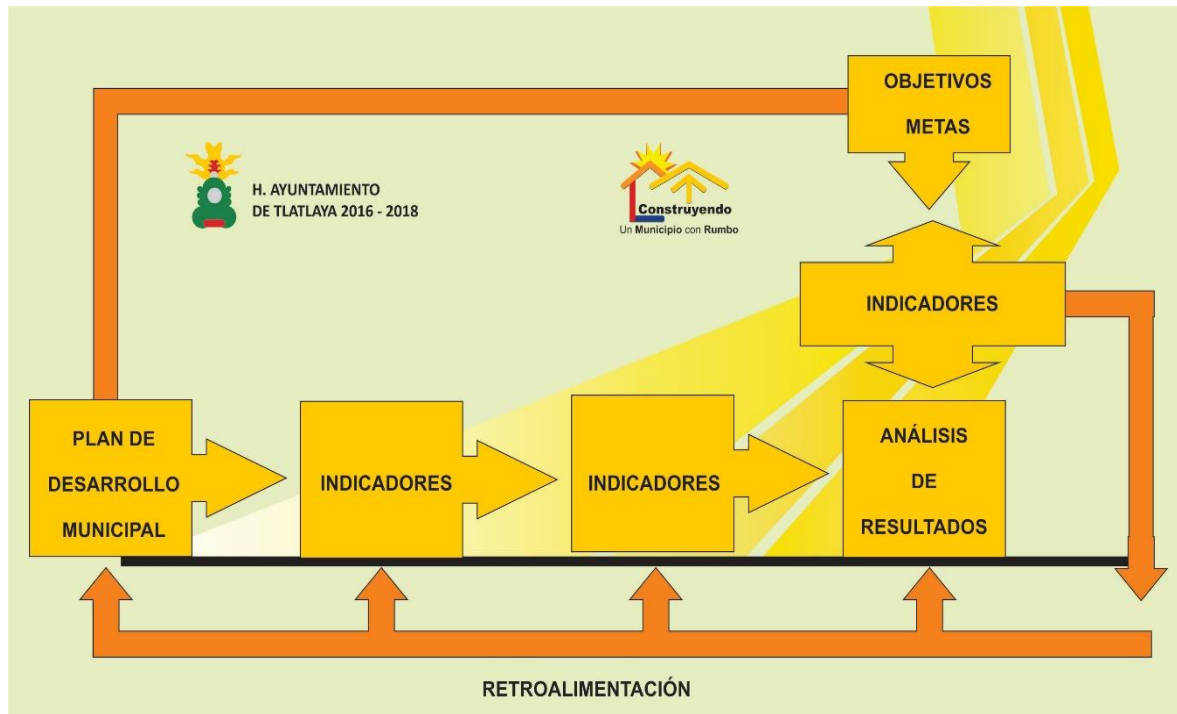 OBJETIVOS
METAS
H. AYUNTAMIENTO
DE TLATLAYA 2016 - 2018
Construyendo
Un Municipio con Rumbo
INDICADORES
PLAN DE
DESARROLLO
MUNICIPAL
INDICADORES
INDICADORES
ANÁLISIS
DE
RESULTADOS
RETROALIMENTACIÓN